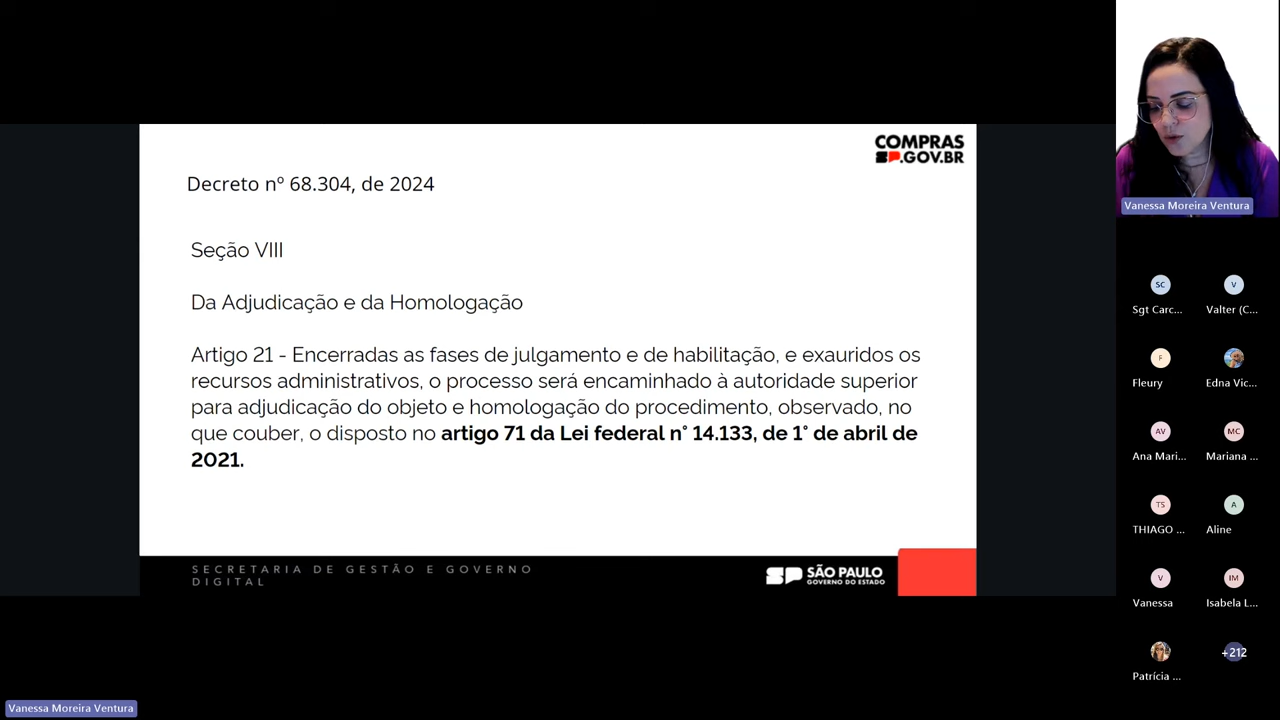 COMPRAS
SP.GOV.BR
Decreto nº 68.304, de 2024
Seção VIII
Da Adjudicação e da Homologação
Artigo 21 - Encerradas as fases de julgamento e de habilitação, e exauridos os
recursos administrativos, o processo será encaminhado à autoridade superior
para adjudicação do objeto e homologação do procedimento, observado, no
que couber, o disposto no artigo 71 da Lei federal n° 14.133, de 1° de abril de
2021.
SECRETARIA DE GESTÃO E GOVERNO
DIGITAL
SP SÃO PAULO
GOVERNO DO ESTADO
Vanessa Moreira Ventura
SC
V
Sgt Carc...
Valter (C...
F
Fleury
Edna Vic...
AV
MC
Ana Mari...
Mariana ...
TS
A
THIAGO ...
Aline
V
IM
Vanessa
Isabela L...
+212
Patrícia ...
Vanessa Moreira Ventura